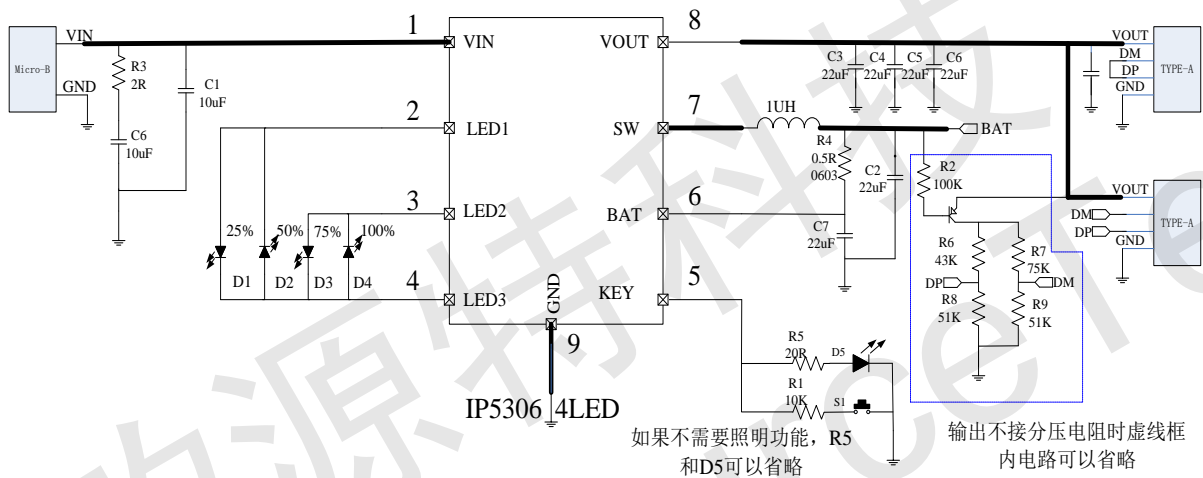 Micro-B
VIN
GND
R3
2R
C6
10uF
C1
10uF
1
VIN
2
LED1
3
LED2
4
LED3
25%
50%
75%
100%
D1
D2
D3
D4
GND
9
IP5306_4LED
8
VOUT
7
SW
6
BAT
5
KEY
1UH
BAT
C3
22uF
C4
22uF
C5
22uF
C6
22uF
R4
0.5R
0603
C2
22uF
C7
22uF
R2
100K
R6
43K
R7
75K
DP
DM
R8
51K
R9
51K
R5
20R
D5
R1
10K
S1
VOUT
DM
DP
GND
TYPE-A
VOUT
DM
DP
GND
TYPE-A
如果不需要照明功能，R5
和D5可以省略
输出不接分压电阻时虚线框
内电路可以省略
源特科技